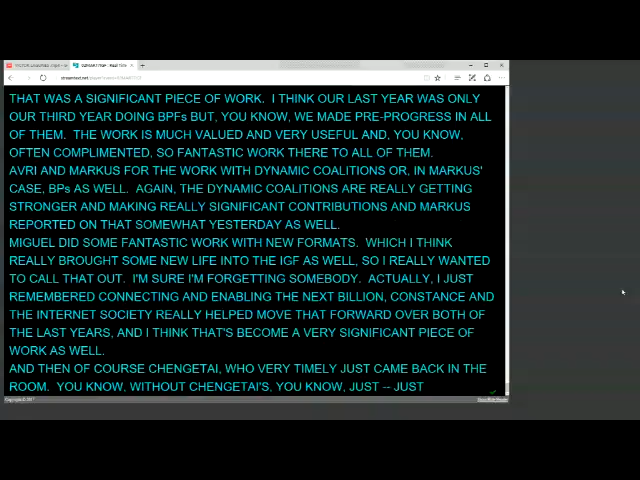 THAT WAS A SIGNIFICANT PIECE OF WORK. I THINK OUR LAST YEAR WAS ONLY
OUR THIRD YEAR DOING BPFs BUT, YOU KNOW, WE MADE PRE-PROGRESS IN ALL
OF THEM. THE WORK IS MUCH VALUED AND VERY USEFUL AND, YOU KNOW,
OFTEN COMPLIMENTED, SO FANTASTIC WORK THERE TO ALL OF THEM.
AVRI AND MARKUS FOR THE WORK WITH DYNAMIC COALITIONS OR, IN MARKUS'
CASE, BPs AS WELL. AGAIN, THE DYNAMIC COALITIONS ARE REALLY GETTING
STRONGER AND MAKING REALLY SIGNIFICANT CONTRIBUTIONS AND MARKUS
REPORTED ON THAT SOMEWHAT YESTERDAY AS WELL.
MIGUEL DID SOME FANTASTIC WORK WITH NEW FORMATS. WHICH I THINK
REALLY BROUGHT SOME NEW LIFE INTO THE IGF AS WELL, SO I REALLY WANTED
TO CALL THAT OUT. I'M SURE I'M FORGETTING SOMEBODY. ACTUALLY, I JUST
REMEMBERED CONNECTING AND ENABLING THE NEXT BILLION, CONSTANCE AND
THE INTERNET SOCIETY REALLY HELPED MOVE THAT FORWARD OVER BOTH OF
THE LAST YEARS, AND I THINK THAT'S BECOME A VERY SIGNIFICANT PIECE OF
WORK AS WELL.
AND THEN OF COURSE CHENGETAI, WHO VERY TIMELY JUST CAME BACK IN THE
ROOM. YOU KNOW, WITHOUT CHENGETAI'S, YOU KNOW, JUST -- JUST